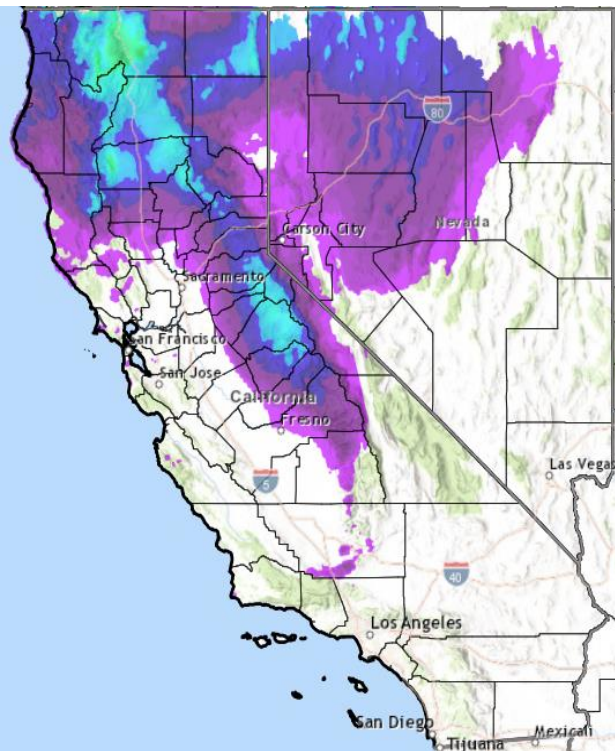 80
Nevada
Carson City
Sacramento
San Francisco
San Jose
California
Fresno
5
Las Vegas
40
Los Angeles
San Diego
Tijuana
Mexicali